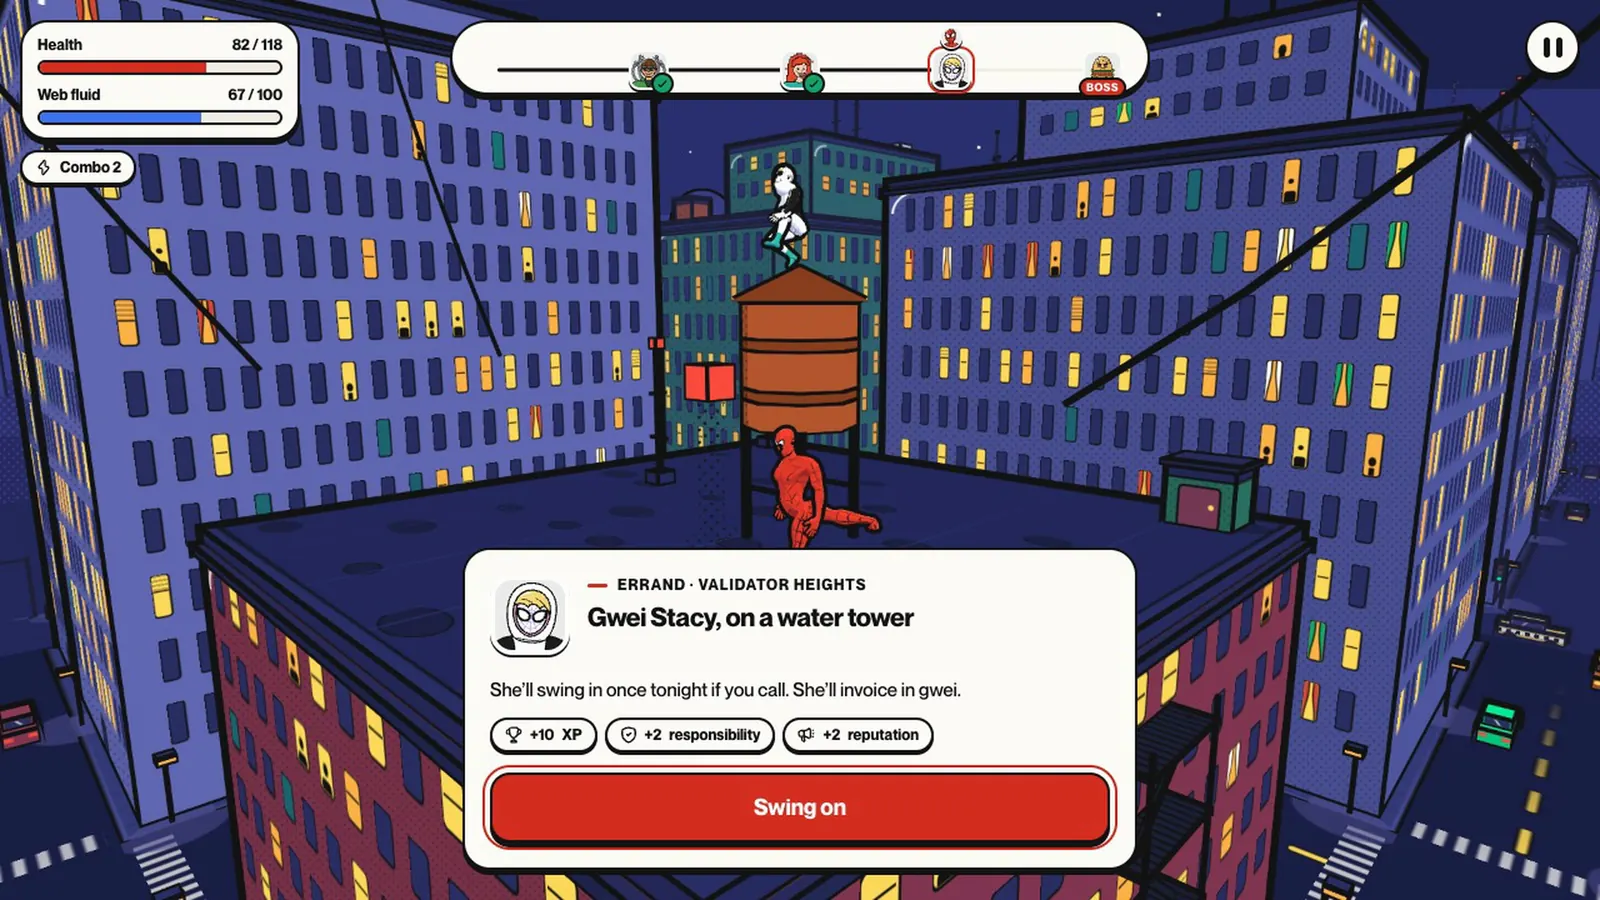 Health 82 / 118
Web fluid 67 / 100
Combo 2
BOSS
ERRAND · VALIDATOR HEIGHTS
Gwei Stacy, on a water tower
She’ll swing in once tonight if you call. She’ll invoice in gwei.
+10 XP +2 responsibility +2 reputation
Swing on